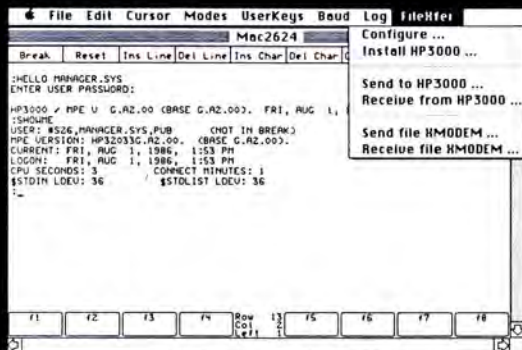 File Edit Cursor Modes UserKeys Baud Log FileXfer
Mac2624
Configure ...
Install HP3000 ...
Send to HP3000 ...
Receive from HP3000 ...
Send file XMODEM ...
Receive file XMODEM ...
Break Reset Ins Line Del Line Ins Char Del Char
:HELLO MANAGER.SYS
ENTER USER PASSWORD:
HP3000 / MPE V G.A2.00 (BASE G.A2.00). FRI, AUG 1,
:SHOWME
USER: #S26,MANAGER.SYS,PUB (NOT IN BREAK)
MPE VERSION: HP32033G.A2.00. (BASE G.A2.00).
CURRENT: FRI, AUG 1, 1986, 1:53 PM
LOGON: FRI, AUG 1, 1986, 1:53 PM
CPU SECONDS: 3 CONNECT MINUTES: 1
$STDIN LDEV: 36 $STDLIST LDEV: 36
:_
f1 f2 f3 f4 Row 13 f5 f6 f7 f8
Col 2
Left 1